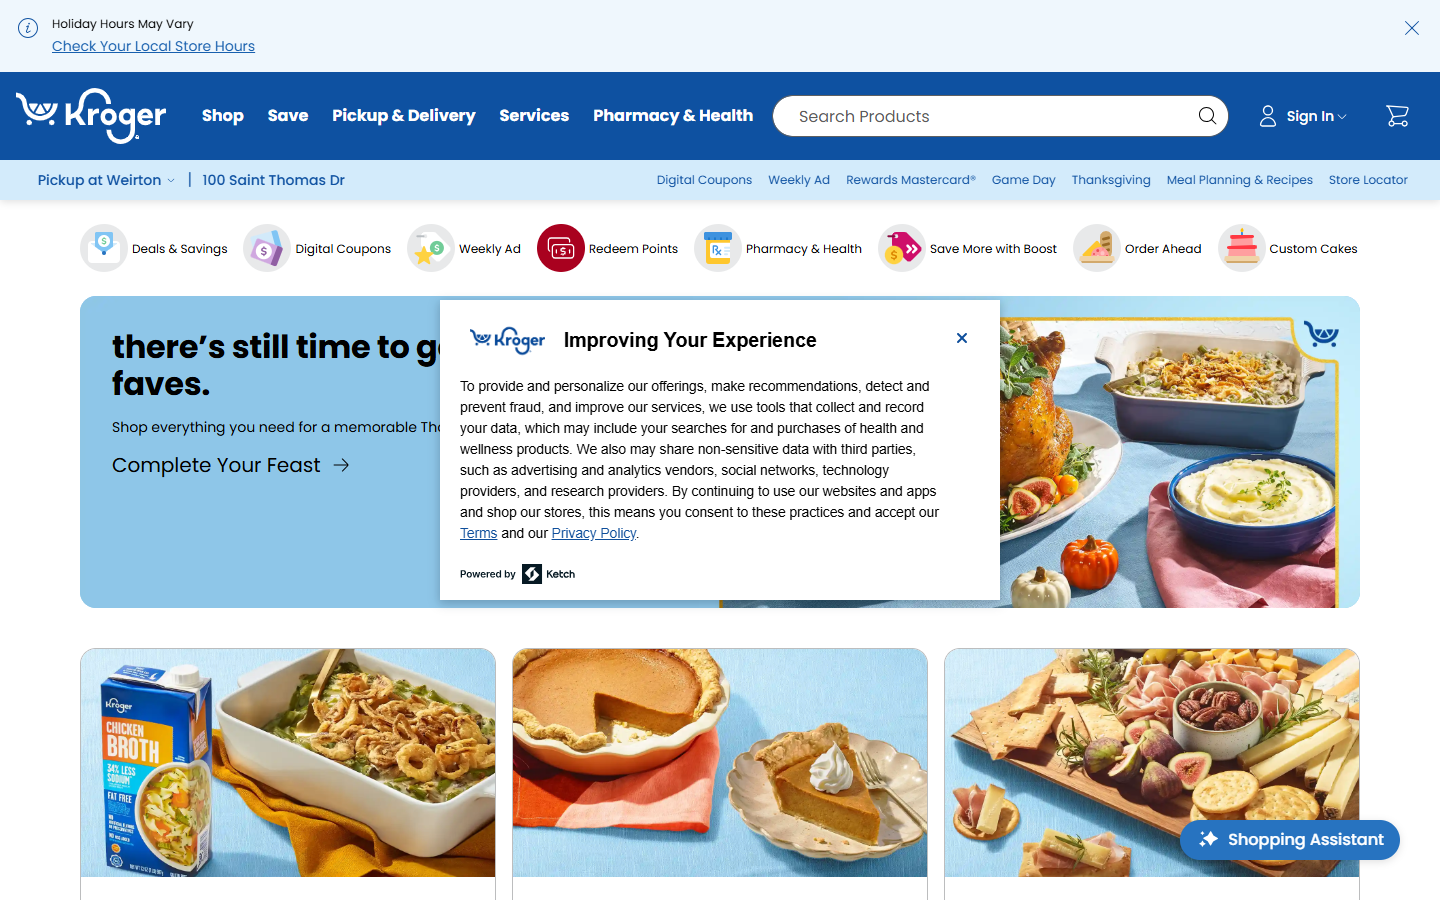 Holiday Hours May Vary
Check Your Local Store Hours
Kroger
Shop
Save
Pickup & Delivery
Services
Pharmacy & Health
Search Products
Sign In
Pickup at Weirton
100 Saint Thomas Dr
Digital Coupons
Weekly Ad
Rewards Mastercard®
Game Day
Thanksgiving
Meal Planning & Recipes
Store Locator
Deals & Savings
Digital Coupons
Weekly Ad
Redeem Points
Pharmacy & Health
Save More with Boost
Order Ahead
Custom Cakes
there's still time to
faves.
Shop everything you need for a memorable
Complete Your Feast
Kroger
Improving Your Experience
To provide and personalize our offerings, make recommendations, detect and
prevent fraud, and improve our services, we use tools that collect and record
your data, which may include your searches for and purchases of health and
wellness products. We also may share non-sensitive data with third parties,
such as advertising and analytics vendors, social networks, technology
providers, and research providers. By continuing to use our websites and apps
and shop our stores, this means you consent to these practices and accept our
Terms and our Privacy Policy.
Powered by Ketch
Kroger
CHICKEN
BROTH
34% LESS
SODIUM
FAT FREE
Shopping Assistant